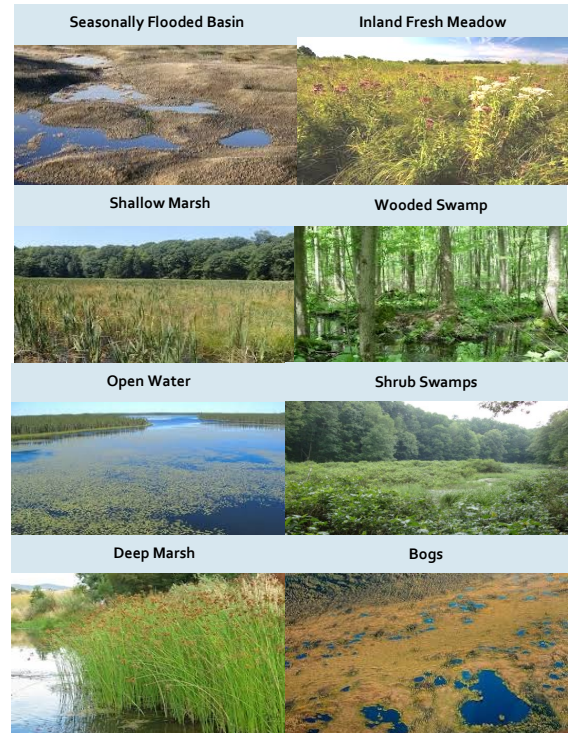 Seasonally Flooded Basin
Inland Fresh Meadow
Shallow Marsh
Wooded Swamp
Open Water
Shrub Swamps
Deep Marsh
Bogs